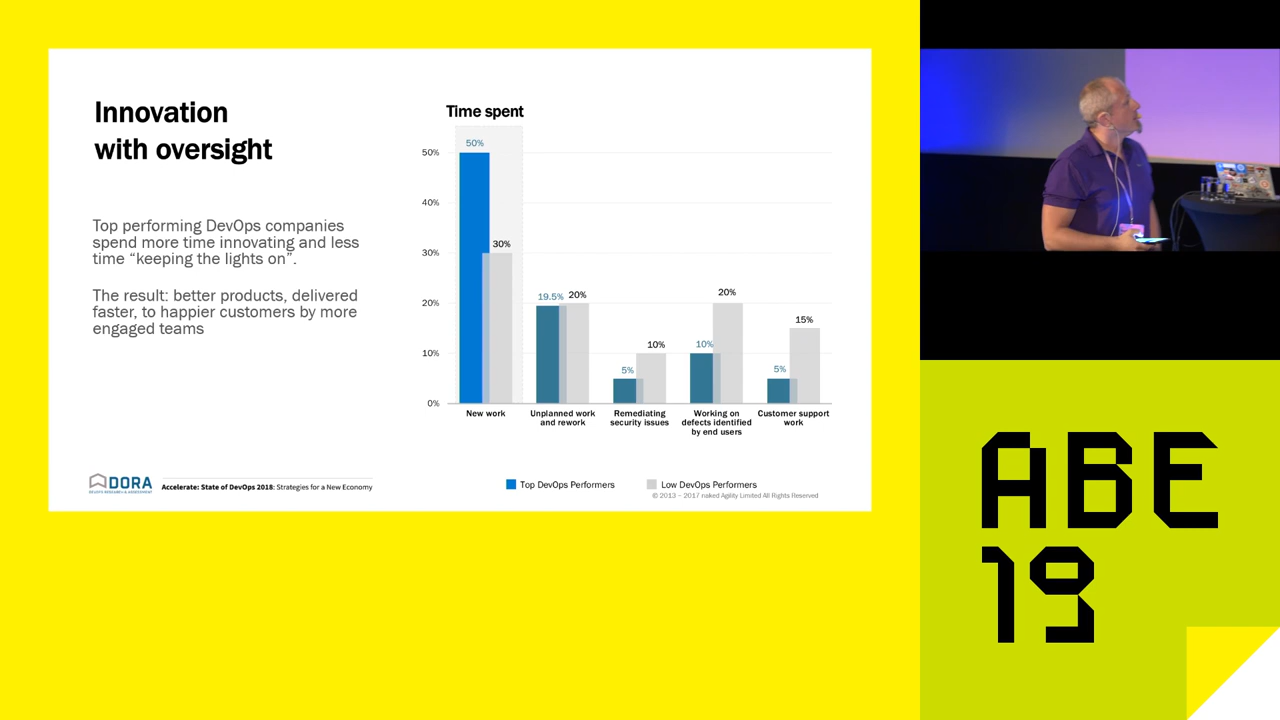 Innovation
with oversight
Top performing DevOps companies
spend more time innovating and less
time “keeping the lights on”.
The result: better products, delivered
faster, to happier customers by more
engaged teams
Time spent
50%
40%
30%
20%
10%
0%
50%
30%
19.5%
20%
5%
10%
10%
20%
5%
15%
New work
Unplanned work
and rework
Remediating
security issues
Working on
defects identified
by end users
Customer support
work
DORA
DEVOPS RESEARCH & ASSESSMENT
Accelerate: State of DevOps 2018: Strategies for a New Economy
Top DevOps Performers
Low DevOps Performers
© 2013 – 2017 naked Agility Limited All Rights Reserved
ABE
19